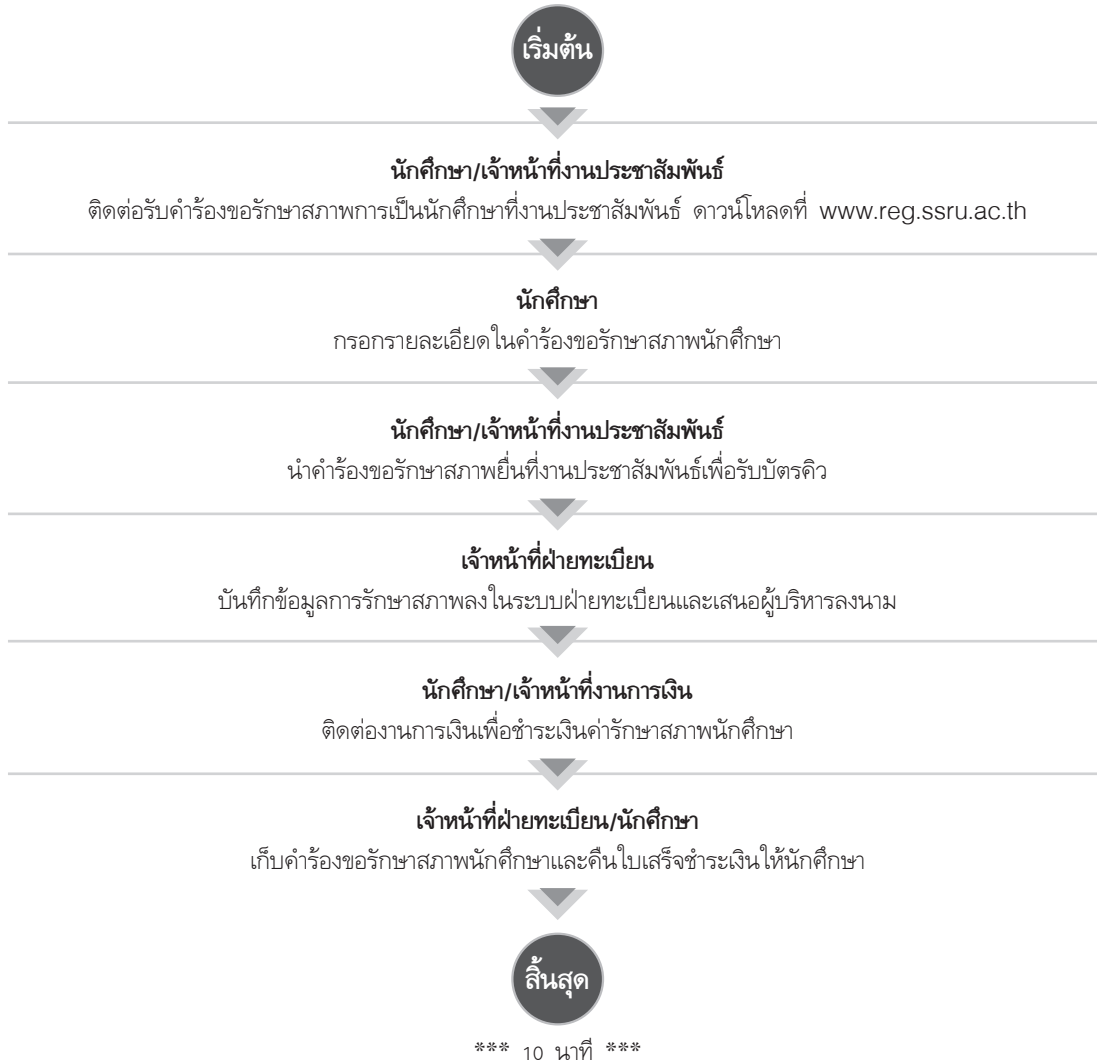 เริ่มต้น
นักศึกษา/เจ้าหน้าที่งานประชาสัมพันธ์
ติดต่อรับคำร้องขอรักษาสภาพการเป็นนักศึกษาที่งานประชาสัมพันธ์ ดาวน์โหลดที่ www.reg.ssru.ac.th
นักศึกษา
กรอกรายละเอียดในคำร้องขอรักษาสภาพนักศึกษา
นักศึกษา/เจ้าหน้าที่งานประชาสัมพันธ์
นำคำร้องขอรักษาสภาพยื่นที่งานประชาสัมพันธ์เพื่อรับบัตรคิว
เจ้าหน้าที่ฝ่ายทะเบียน
บันทึกข้อมูลการรักษาสภาพลงในระบบฝ่ายทะเบียนและเสนอผู้บริหารลงนาม
นักศึกษา/เจ้าหน้าที่งานการเงิน
ติดต่องานการเงินเพื่อชำระเงินค่ารักษาสภาพนักศึกษา
เจ้าหน้าที่ฝ่ายทะเบียน/นักศึกษา
เก็บคำร้องขอรักษาสภาพนักศึกษาและคืนใบเสร็จชำระเงินให้นักศึกษา
สิ้นสุด
*** 10 นาที ***